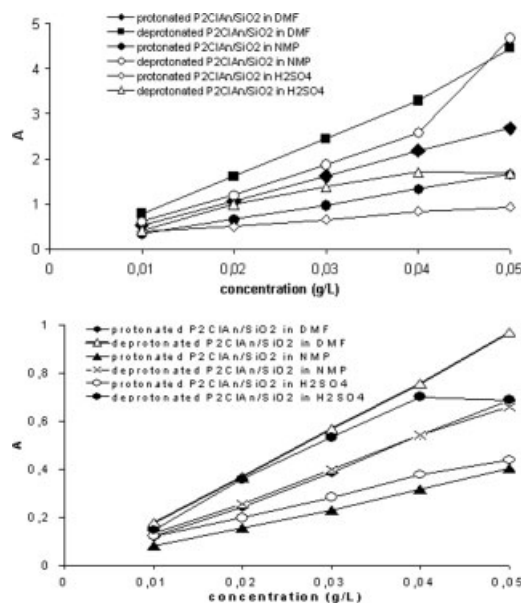 protonated P2ClAn/SiO2 in DMF
deprotonated P2ClAn/SiO2 in DMF
protonated P2ClAn/SiO2 in NMP
deprotonated P2ClAn/SiO2 in NMP
protonated P2ClAn/SiO2 in H2SO4
deprotonated P2ClAn/SiO2 in H2SO4
5
4
3
2
1
0
A
0 0,01 0,02 0,03 0,04 0,05
concentration (g/L)
protonated P2ClAn/SiO2 in DMF
deprotonated P2ClAn/SiO2 in DMF
protonated P2ClAn/SiO2 in NMP
deprotonated P2ClAn/SiO2 in NMP
protonated P2ClAn/SiO2 in H2SO4
deprotonated P2ClAn/SiO2 in H2SO4
1
0,8
0,6
0,4
0,2
0
A
0 0,01 0,02 0,03 0,04 0,05
concentration (g/L)